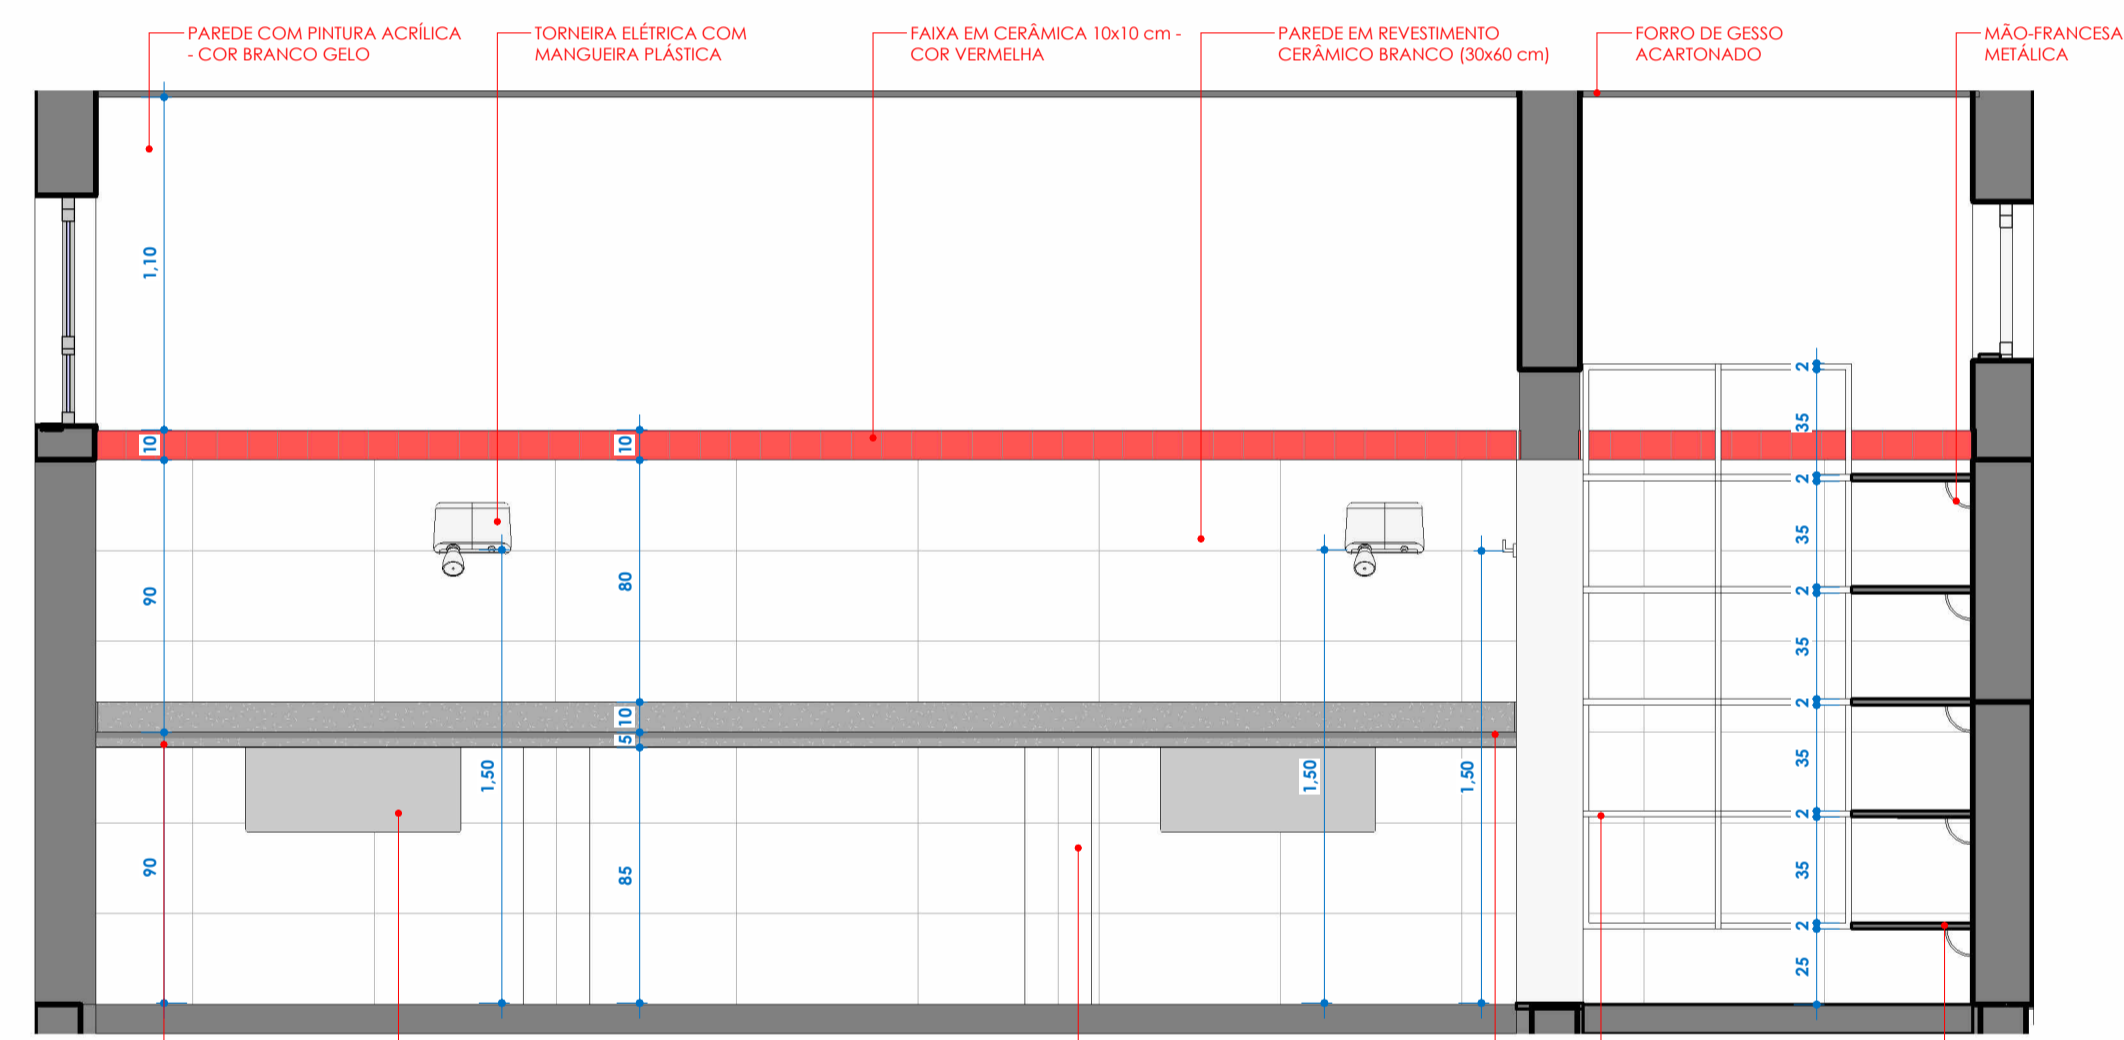 PAREDE COM PINTURA ACRÍLICA
- COR BRANCO GELO
TORNEIRA ELÉTRICA COM
MANGUEIRA PLÁSTICA
FAIXA EM CERÂMICA 10x10 cm -
COR VERMELHA
PAREDE EM REVESTIMENTO
CERÂMICO BRANCO (30x60 cm)
FORRO DE GESSO
ACARTONADO
MÃO-FRANCESA
METÁLICA
1,10
10
90
90
10
80
10
5
85
1,50
1,50
1,50
2
35
2
35
2
35
2
35
2
35
2
25